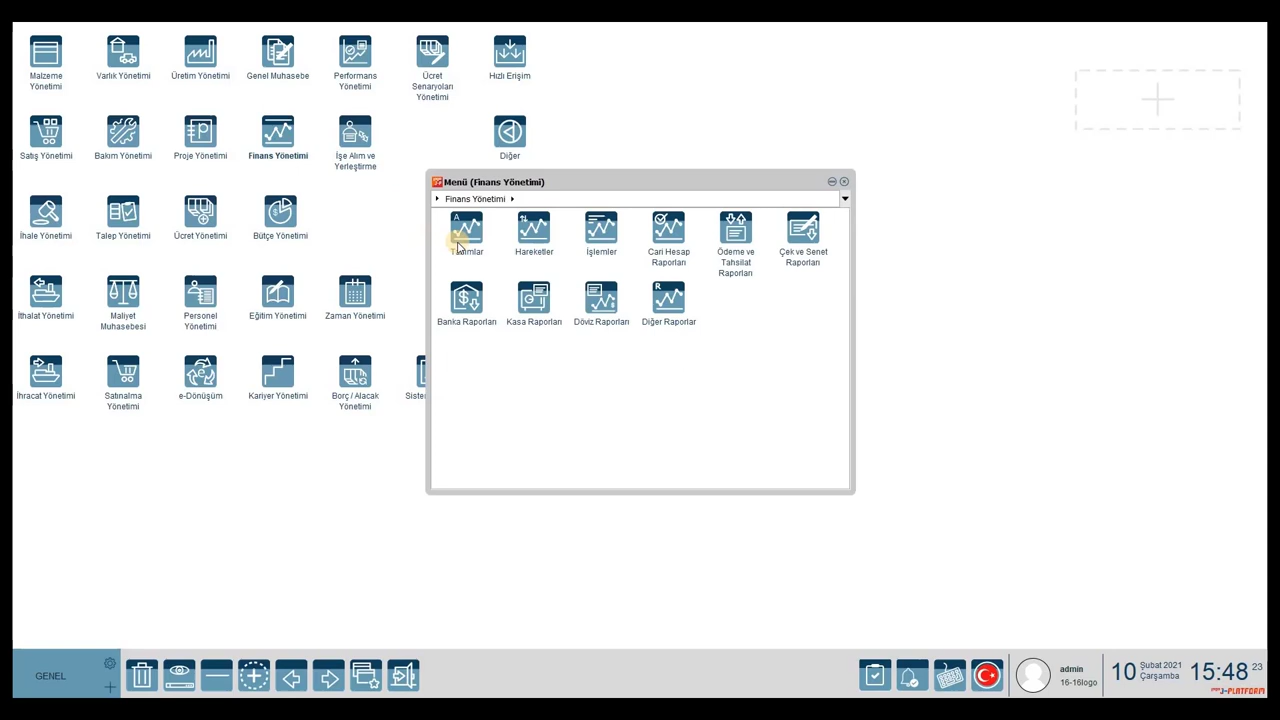 Malzeme
Yönetimi
Varlık Yönetimi
Üretim Yönetimi
Genel Muhasebe
Performans
Yönetimi
Ücret
Senaryoları
Yönetimi
Hızlı Erişim
Satış Yönetimi
Bakım Yönetimi
Proje Yönetimi
Finans Yönetimi
İşe Alım ve
Yerleştirme
Diğer
İhale Yönetimi
Talep Yönetimi
Ücret Yönetimi
Bütçe Yönetimi
İthalat Yönetimi
Maliyet
Muhasebesi
Personel
Yönetimi
Eğitim Yönetimi
Zaman Yönetimi
İhracat Yönetimi
Satınalma
Yönetimi
e-Dönüşüm
Kariyer Yönetimi
Borç / Alacak
Yönetimi
Menü (Finans Yönetimi)
Finans Yönetimi
Tanımlar
Hareketler
İşlemler
Cari Hesap
Raporları
Ödeme ve
Tahsilat
Raporları
Çek ve Senet
Raporları
Banka Raporları
Kasa Raporları
Döviz Raporları
Diğer Raporlar
GENEL
admin
16-16logo
10
Şubat 2021
Çarşamba
15:48 23
J-PLATFORM